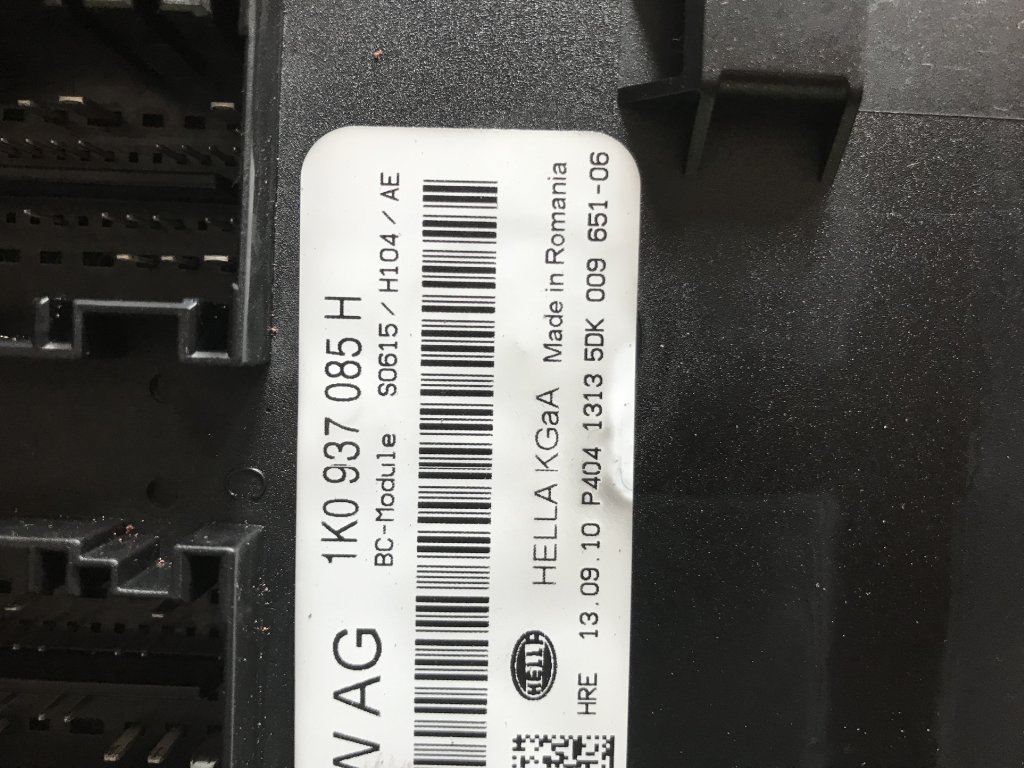 W AG 1K0 937 085 H
BC-Module S0615 / H104 / AE
HELLA HELLA KGaA Made in Romania
HRE 13.09.10 P404 1313 5DK 009 651-06